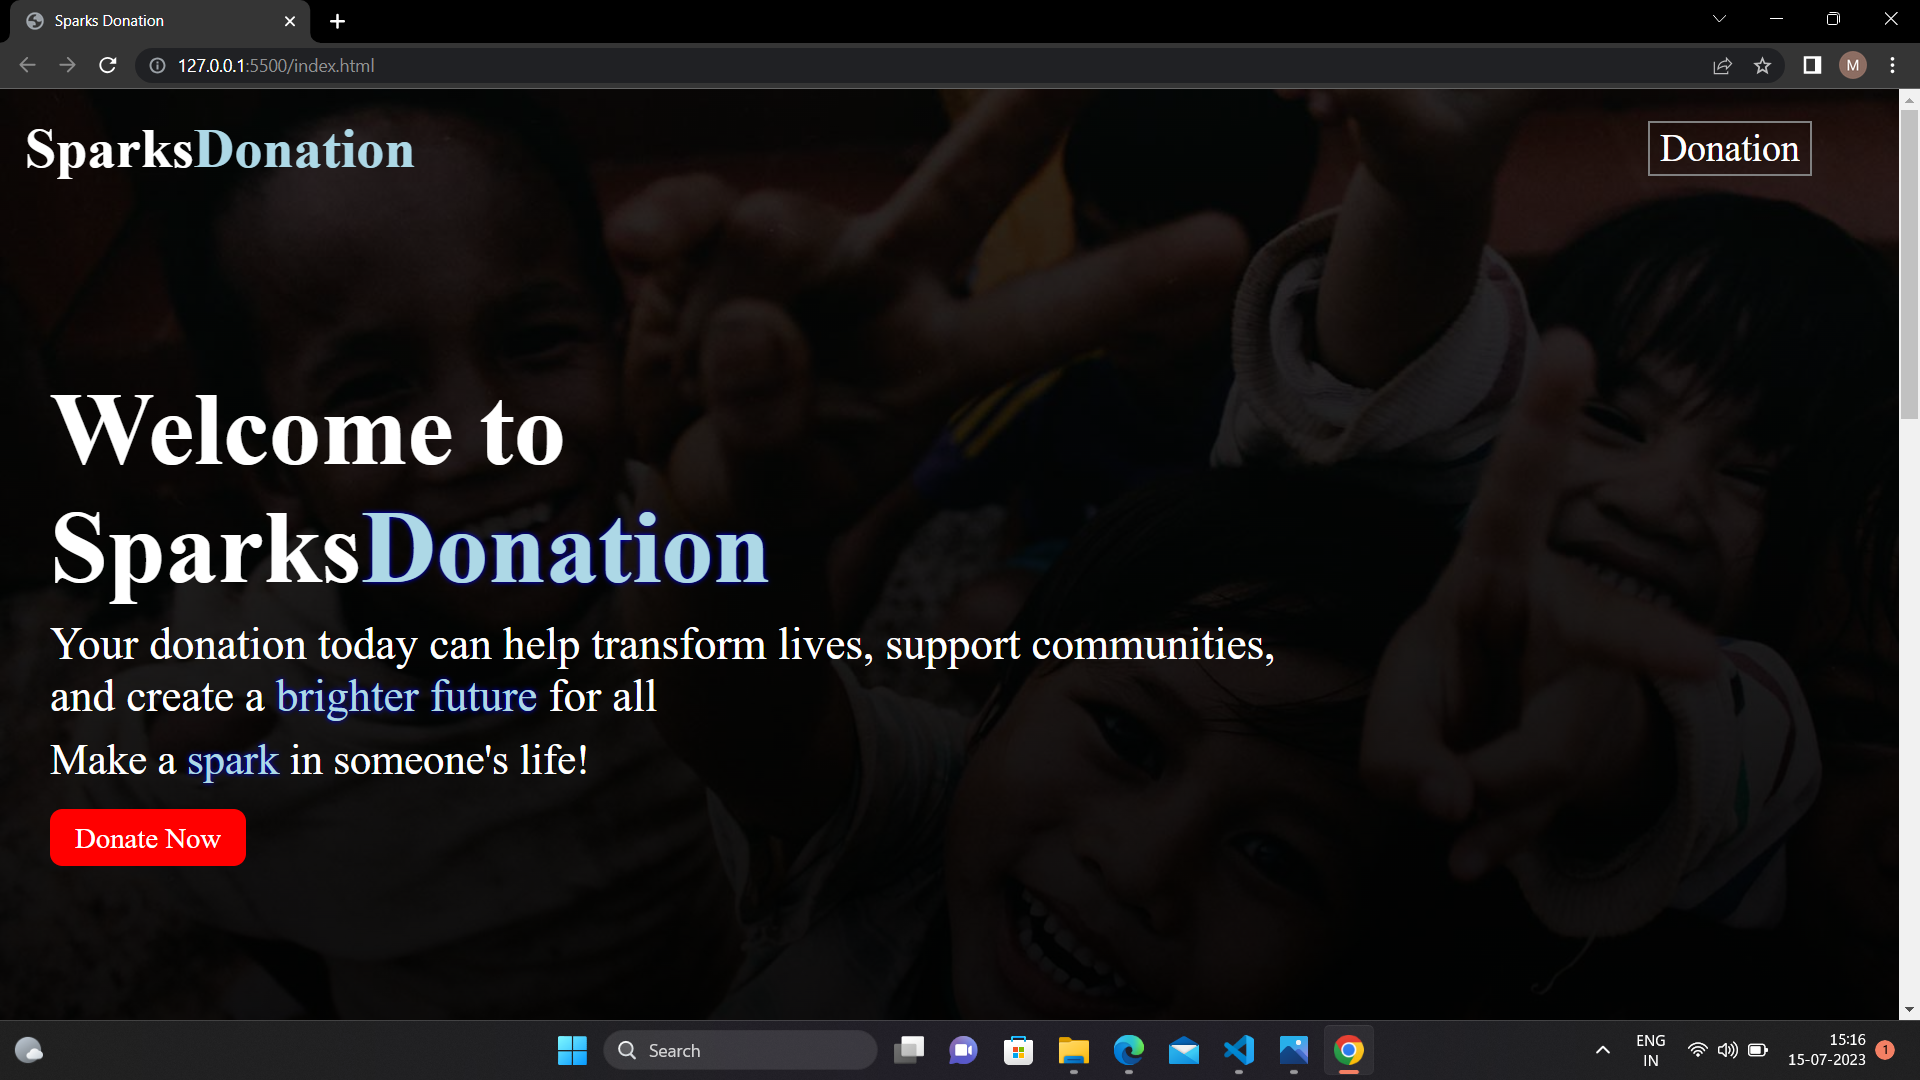 Sparks Donation
127.0.0.1:5500/index.html
M
SparksDonation
Donation
Welcome to
SparksDonation
Your donation today can help transform lives, support communities,
and create a brighter future for all
Make a spark in someone's life!
Donate Now
Search
ENG
IN
15:16
15-07-2023
1